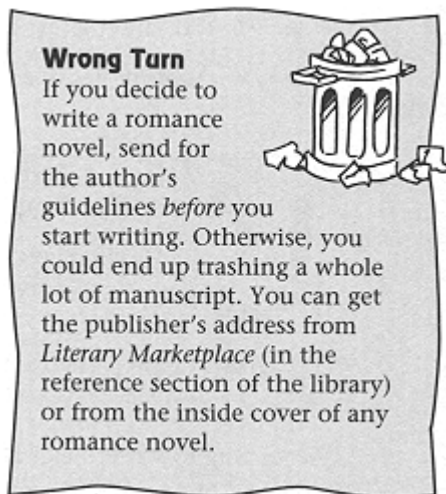 Wrong Turn
If you decide to
write a romance
novel, send for
the author's
guidelines before you
start writing. Otherwise, you
could end up trashing a whole
lot of manuscript. You can get
the publisher's address from
Literary Marketplace (in the
reference section of the library)
or from the inside cover of any
romance novel.